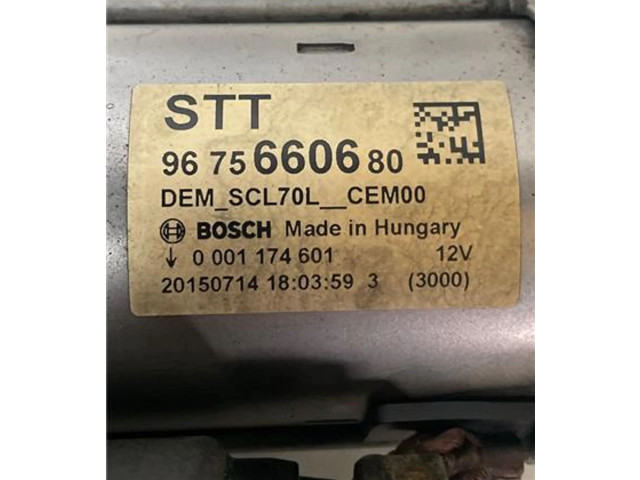 STT
96 75 6606 80
DEM_SCL70L__CEM00
BOSCH Made in Hungary
↓ 0 001 174 601 12V
20150714 18:03:59 3 (3000)